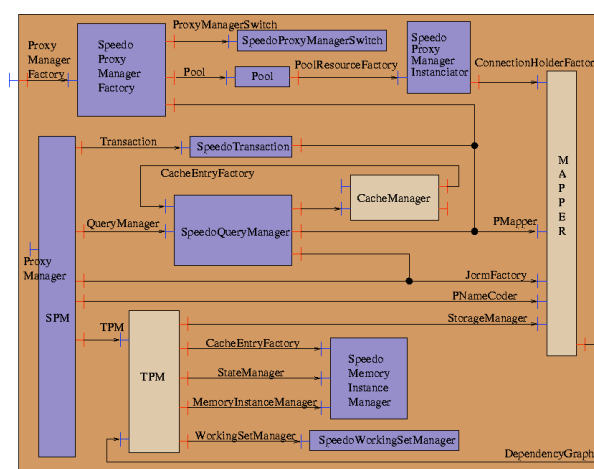 ProxyManagerSwitch
SpeedoProxyManagerSwitch
Proxy
Manager
Factory
Speedo
Proxy
Manager
Factory
Pool
Pool
PoolResourceFactory
Speedo
Proxy
Manager
Instanciator
ConnectionHolderFactor
MAPPER
Transaction
SpeedoTransaction
CacheEntryFactory
CacheManager
QueryManager
SpeedoQueryManager
PMapper
Proxy
Manager
SPM
JormFactory
PNameCoder
StorageManager
TPM
TPM
CacheEntryFactory
StateManager
MemoryInstanceManager
Speedo
Memory
Instance
Manager
WorkingSetManager
SpeedoWorkingSetManager
DependencyGraph